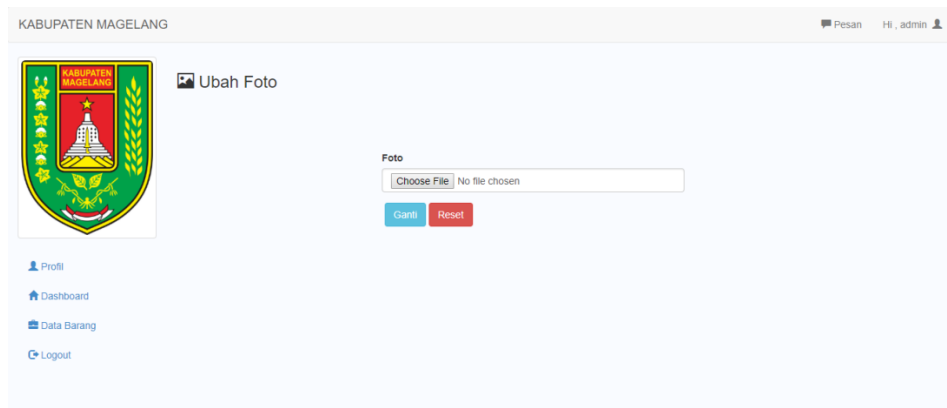 KABUPATEN MAGELANG
Pesan Hi , admin
KABUPATEN
MAGELANG
Ubah Foto
Foto
Choose File No file chosen
Ganti Reset
Profil
Dashboard
Data Barang
Logout